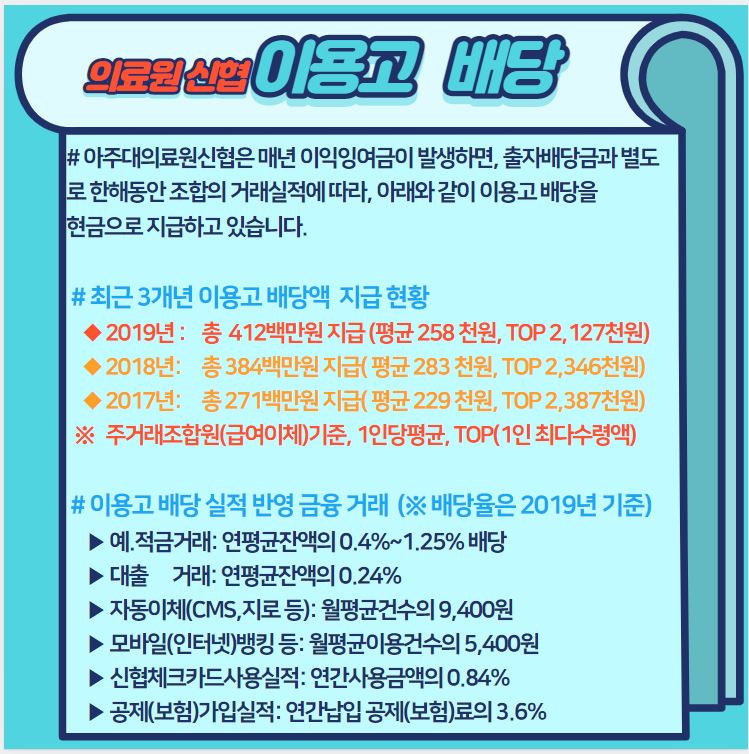 의료원 신협 이용고 배당
# 아주대의료원신협은 매년 이익잉여금이 발생하면, 출자배당금과 별도
로 한해동안 조합의 거래실적에 따라, 아래와 같이 이용고 배당을
현금으로 지급하고 있습니다.
# 최근 3개년 이용고 배당액 지급 현황
◆ 2019년 : 총 412백만원 지급 (평균 258 천원, TOP 2,127천원)
◆ 2018년: 총 384백만원 지급( 평균 283 천원, TOP 2,346천원)
◆ 2017년: 총 271백만원 지급( 평균 229 천원, TOP 2,387천원)
※ 주거래조합원(급여이체)기준, 1인당평균, TOP(1인 최다수령액)
# 이용고 배당 실적 반영 금융 거래 (※ 배당율은 2019년 기준)
▶ 예.적금거래: 연평균잔액의 0.4%~1.25% 배당
▶ 대출 거래: 연평균잔액의 0.24%
▶ 자동이체(CMS,지로 등): 월평균건수의 9,400원
▶ 모바일(인터넷)뱅킹 등: 월평균이용건수의 5,400원
▶ 신협체크카드사용실적: 연간사용금액의 0.84%
▶ 공제(보험)가입실적: 연간납입 공제(보험)료의 3.6%